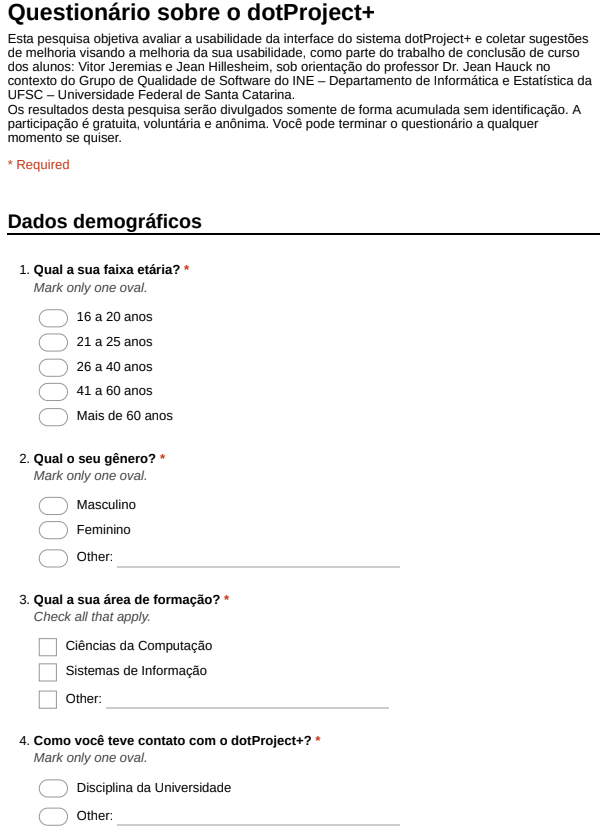 Questionário sobre o dotProject+
Esta pesquisa objetiva avaliar a usabilidade da interface do sistema dotProject+ e coletar sugestões
de melhoria visando a melhoria da sua usabilidade, como parte do trabalho de conclusão de curso
dos alunos: Vitor Jeremias e Jean Hillesheim, sob orientação do professor Dr. Jean Hauck no
contexto do Grupo de Qualidade de Software do INE – Departamento de Informática e Estatística da
UFSC – Universidade Federal de Santa Catarina.
Os resultados desta pesquisa serão divulgados somente de forma acumulada sem identificação. A
participação é gratuita, voluntária e anônima. Você pode terminar o questionário a qualquer
momento se quiser.
* Required
Dados demográficos
1. Qual a sua faixa etária? *
Mark only one oval.
16 a 20 anos
21 a 25 anos
26 a 40 anos
41 a 60 anos
Mais de 60 anos
2. Qual o seu gênero? *
Mark only one oval.
Masculino
Feminino
Other:
3. Qual a sua área de formação? *
Check all that apply.
Ciências da Computação
Sistemas de Informação
Other:
4. Como você teve contato com o dotProject+? *
Mark only one oval.
Disciplina da Universidade
Other: